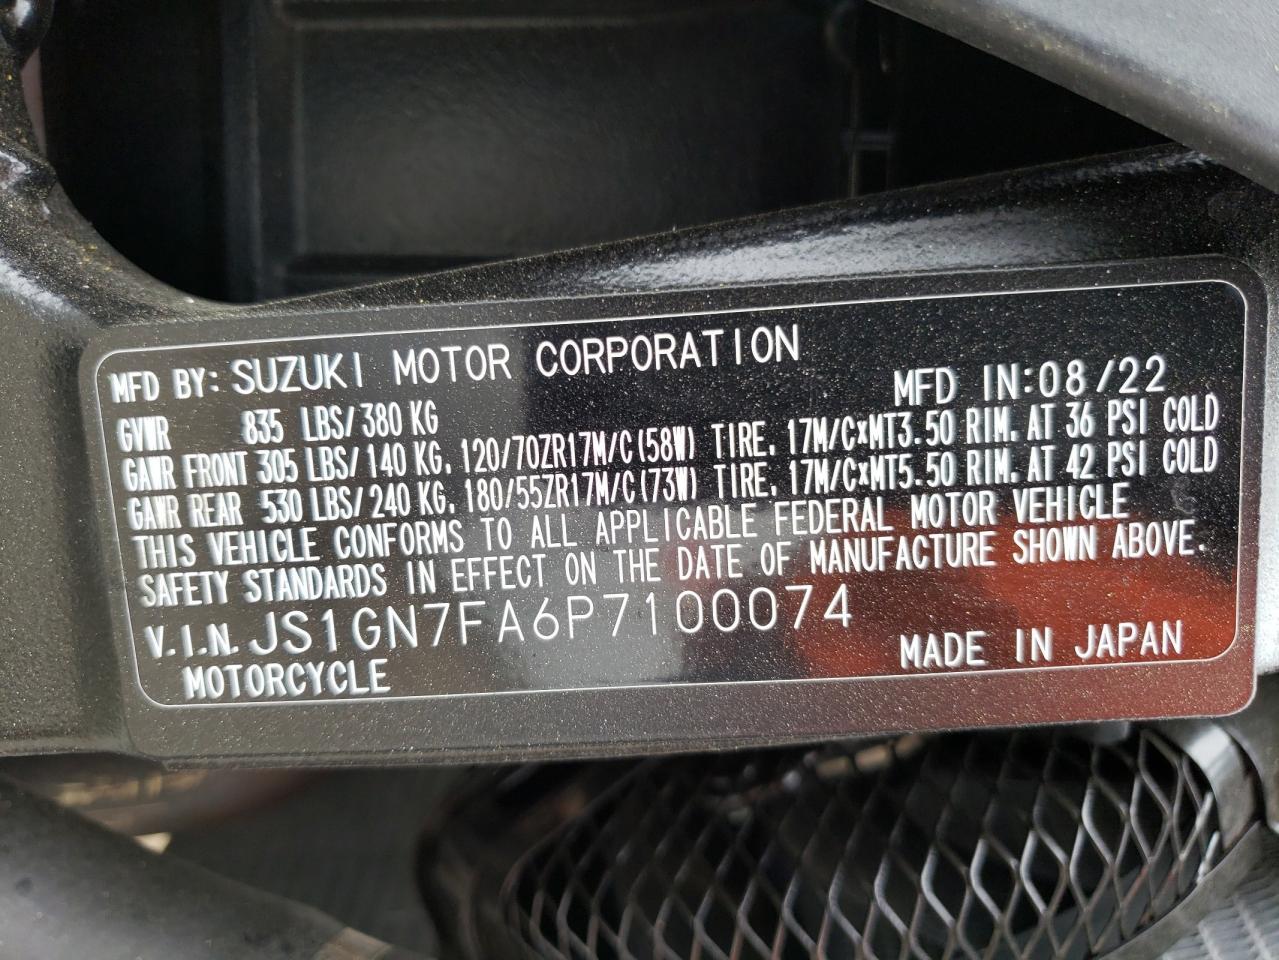 MFD BY: SUZUKI MOTOR CORPORATION
MFD IN:08/22
GVWR 835 LBS/380 KG
GAWR FRONT 305 LBS/140 KG. 120/70ZR17M/C(58W) TIRE, 17M/CxMT3.50 RIM. AT 36 PSI COLD
GAWR REAR 530 LBS/240 KG. 180/55ZR17M/C(73W) TIRE, 17M/CxMT5.50 RIM. AT 42 PSI COLD
THIS VEHICLE CONFORMS TO ALL APPLICABLE FEDERAL MOTOR VEHICLE
SAFETY STANDARDS IN EFFECT ON THE DATE OF MANUFACTURE SHOWN ABOVE.
V.I.N. JS1GN7FA6P7100074
MOTORCYCLE
MADE IN JAPAN